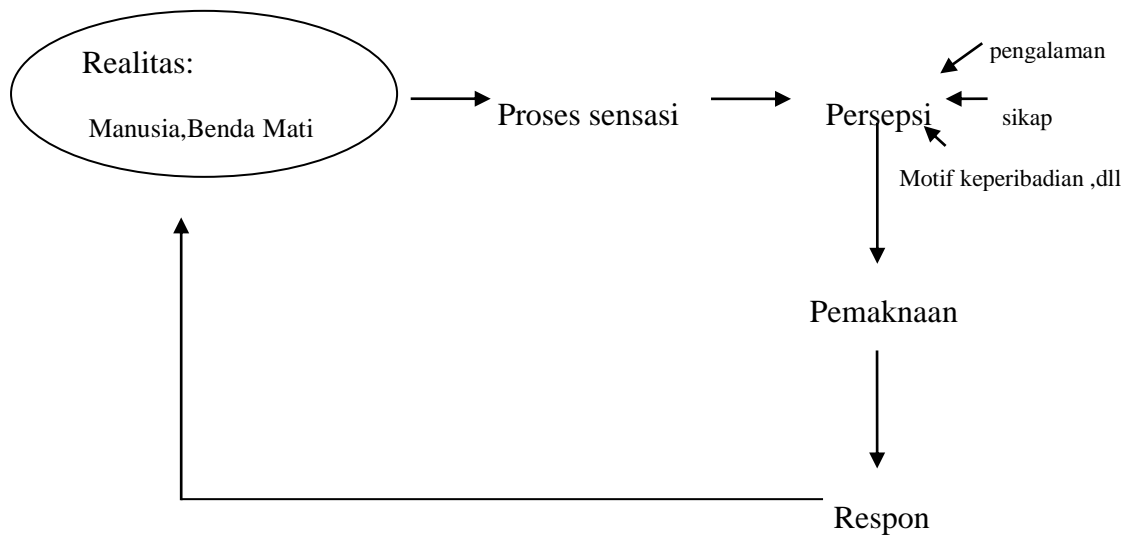 Realitas:
Manusia,Benda Mati
Proses sensasi
Persepsi
pengalaman
sikap
Motif keperibadian ,dll
Pemaknaan
Respon